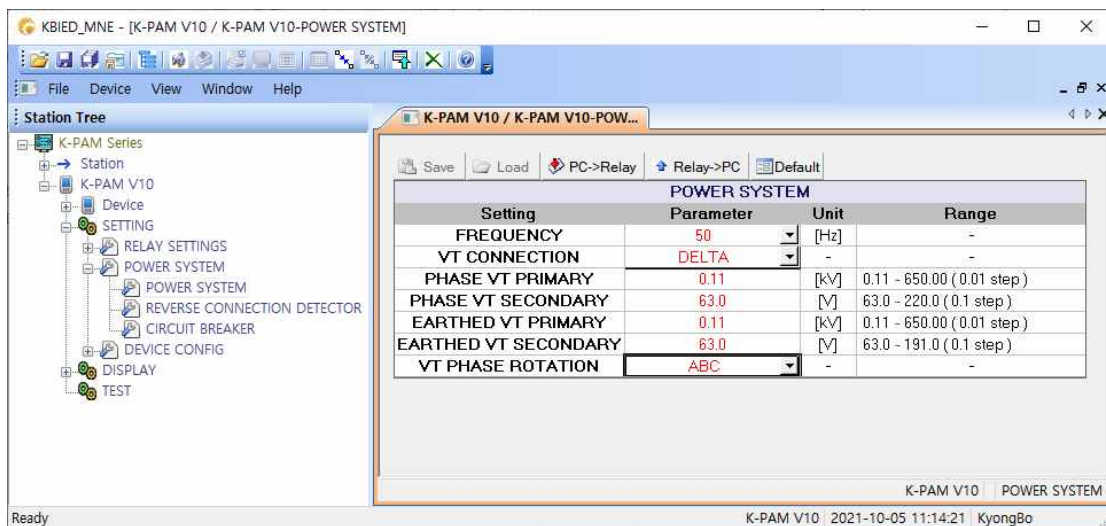 KBIED_MNE - [K-PAM V10 / K-PAM V10-POWER SYSTEM]
File Device View Window Help
Station Tree
K-PAM Series
Station
K-PAM V10
Device
SETTING
RELAY SETTINGS
POWER SYSTEM
POWER SYSTEM
REVERSE CONNECTION DETECTOR
CIRCUIT BREAKER
DEVICE CONFIG
DISPLAY
TEST
K-PAM V10 / K-PAM V10-POW...
Save Load PC->Relay Relay->PC Default
POWER SYSTEM
Setting Parameter Unit Range
FREQUENCY 50 [Hz] -
VT CONNECTION DELTA - -
PHASE VT PRIMARY 0.11 [kV] 0.11 - 650.00 ( 0.01 step )
PHASE VT SECONDARY 63.0 [V] 63.0 - 220.0 ( 0.1 step )
EARTHED VT PRIMARY 0.11 [kV] 0.11 - 650.00 ( 0.01 step )
EARTHED VT SECONDARY 63.0 [V] 63.0 - 191.0 ( 0.1 step )
VT PHASE ROTATION ABC - -
K-PAM V10 POWER SYSTEM
Ready K-PAM V10 2021-10-05 11:14:21 KyongBo